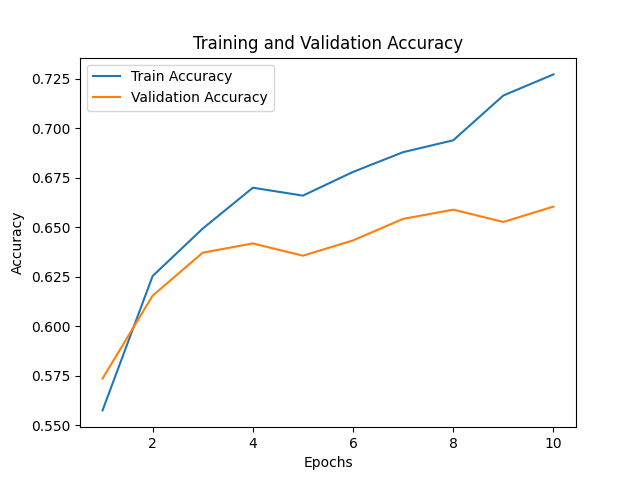 Training and Validation Accuracy
Train Accuracy
Validation Accuracy
Accuracy
0.725
0.700
0.675
0.650
0.625
0.600
0.575
0.550
2 4 6 8 10
Epochs